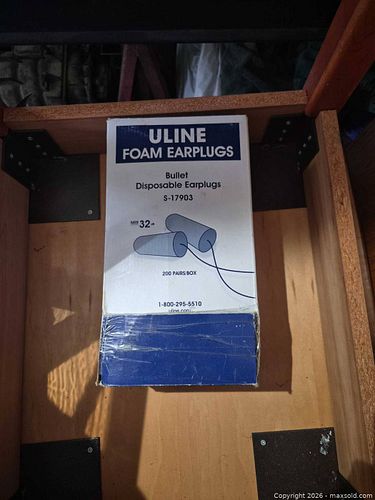 ULINE
FOAM EARPLUGS
Bullet
Disposable Earplugs
S-17903
NRR 32
200 PAIRS/BOX
1-800-295-5510
uline.com
Copyright 2026 - maxsold.com